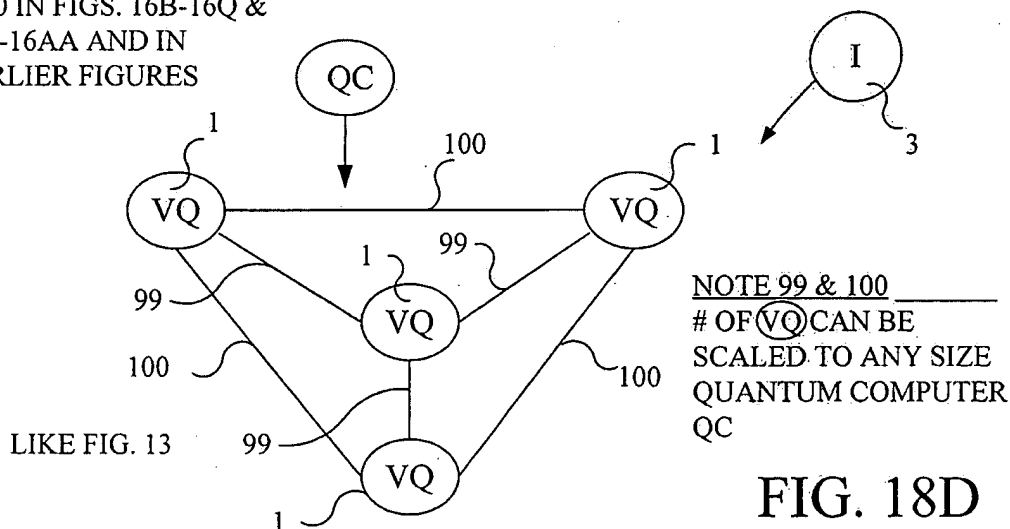 IN FIGS. 16B-16Q &
-16AA AND IN
RLIER FIGURES
QC
I
3
1
100
1
VQ
VQ
99
1
99
VQ
100
100
99
VQ
1
LIKE FIG. 13
NOTE 99 & 100
# OF VQ CAN BE
SCALED TO ANY SIZE
QUANTUM COMPUTER
QC
FIG. 18D